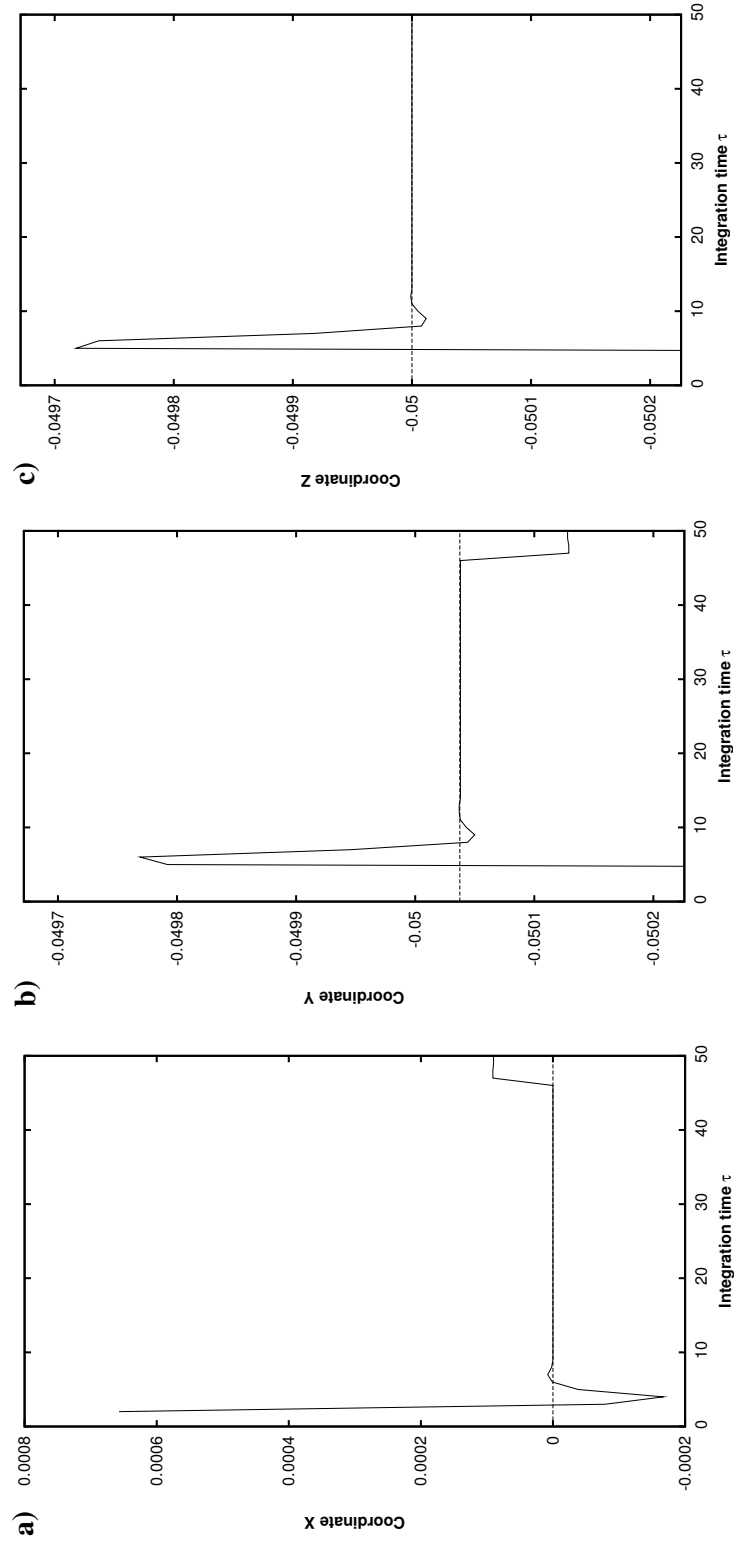 a)
Coordinate X
0.0008
0.0006
0.0004
0.0002
0
-0.0002
0 10 20 30 40 50
Integration time τ
b)
Coordinate Y
-0.0497
-0.0498
-0.0499
-0.05
-0.0501
-0.0502
0 10 20 30 40 50
Integration time τ
c)
Coordinate Z
-0.0497
-0.0498
-0.0499
-0.05
-0.0501
-0.0502
0 10 20 30 40 50
Integration time τ